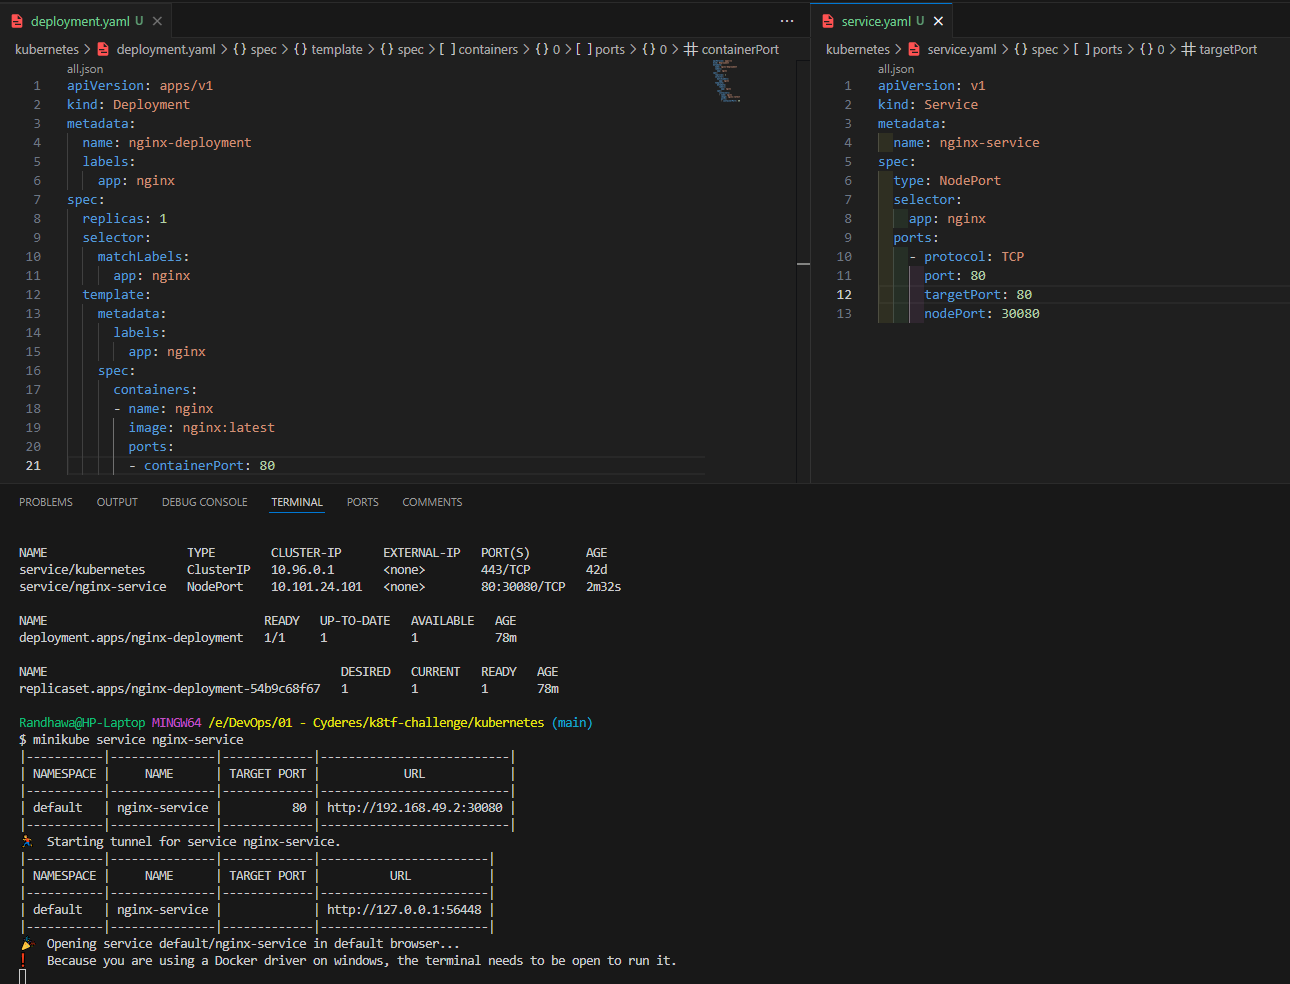 deployment.yaml U
kubernetes > deployment.yaml > {} spec > {} template > {} spec > [ ] containers > {} 0 > [ ] ports > {} 0 > # containerPort
all.json
1 apiVersion: apps/v1
2 kind: Deployment
3 metadata:
4 name: nginx-deployment
5 labels:
6 app: nginx
7 spec:
8 replicas: 1
9 selector:
10 matchLabels:
11 app: nginx
12 template:
13 metadata:
14 labels:
15 app: nginx
16 spec:
17 containers:
18 - name: nginx
19 image: nginx:latest
20 ports:
21 - containerPort: 80
service.yaml U
kubernetes > service.yaml > {} spec > [ ] ports > {} 0 > # targetPort
all.json
1 apiVersion: v1
2 kind: Service
3 metadata:
4 name: nginx-service
5 spec:
6 type: NodePort
7 selector:
8 app: nginx
9 ports:
10 - protocol: TCP
11 port: 80
12 targetPort: 80
13 nodePort: 30080
PROBLEMS OUTPUT DEBUG CONSOLE TERMINAL PORTS COMMENTS
NAME TYPE CLUSTER-IP EXTERNAL-IP PORT(S) AGE
service/kubernetes ClusterIP 10.96.0.1 <none> 443/TCP 42d
service/nginx-service NodePort 10.101.24.101 <none> 80:30080/TCP 2m32s
NAME READY UP-TO-DATE AVAILABLE AGE
deployment.apps/nginx-deployment 1/1 1 1 78m
NAME DESIRED CURRENT READY AGE
replicaset.apps/nginx-deployment-54b9c68f67 1 1 1 78m
Randhawa@HP-Laptop MINGW64 /e/DevOps/01 - Cyderes/k8tf-challenge/kubernetes (main)
$ minikube service nginx-service
|-----------|---------------|-------------|---------------------------|
| NAMESPACE | NAME | TARGET PORT | URL |
|-----------|---------------|-------------|---------------------------|
| default | nginx-service | 80 | http://192.168.49.2:30080 |
|-----------|---------------|-------------|---------------------------|
🏃 Starting tunnel for service nginx-service.
|-----------|---------------|-------------|------------------------|
| NAMESPACE | NAME | TARGET PORT | URL |
|-----------|---------------|-------------|------------------------|
| default | nginx-service | | http://127.0.0.1:56448 |
|-----------|---------------|-------------|------------------------|
🎉 Opening service default/nginx-service in default browser...
❗ Because you are using a Docker driver on windows, the terminal needs to be open to run it.